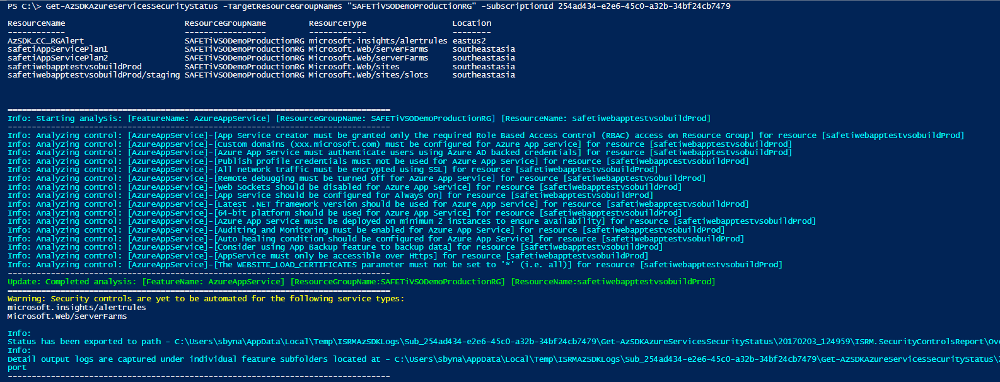 PS C:\> Get-AzSDKAzureServicesSecurityStatus -TargetResourceGroupNames "SAFETiVSODemoProductionRG" -SubscriptionId 254ad434-e2e6-45c0-a32b-34bf24cb7479
ResourceName ResourceGroupName ResourceType Location
------------ ----------------- ------------ --------
AzSDK_CC_RGAlert SAFETiVSODemoProductionRG microsoft.insights/alertrules eastus2
safetiAppServicePlan1 SAFETiVSODemoProductionRG Microsoft.Web/serverFarms southeastasia
safetiAppServicePlan2 SAFETiVSODemoProductionRG Microsoft.Web/serverFarms southeastasia
safetiwebapptestvsobuildProd SAFETiVSODemoProductionRG Microsoft.Web/sites southeastasia
safetiwebapptestvsobuildProd/staging SAFETiVSODemoProductionRG Microsoft.Web/sites/slots southeastasia
================================================================================
Info: Starting analysis: [FeatureName: AzureAppService] [ResourceGroupName: SAFETiVSODemoProductionRG] [ResourceName: safetiwebapptestvsobuildProd]
--------------------------------------------------------------------------------
Info: Analyzing control: [AzureAppService]-[App Service creator must be granted only the required Role Based Access Control (RBAC) access on Resource Group] for resource [safetiwebapptestvsobuildProd]
Info: Analyzing control: [AzureAppService]-[Custom domains (xxx.microsoft.com) must be configured for Azure App Service] for resource [safetiwebapptestvsobuildProd]
Info: Analyzing control: [AzureAppService]-[Azure App Service must authenticate users using Azure AD backed credentials] for resource [safetiwebapptestvsobuildProd]
Info: Analyzing control: [AzureAppService]-[Publish profile credentials must not be used for Azure App Service] for resource [safetiwebapptestvsobuildProd]
Info: Analyzing control: [AzureAppService]-[All network traffic must be encrypted using SSL] for resource [safetiwebapptestvsobuildProd]
Info: Analyzing control: [AzureAppService]-[Remote debugging must be turned off for Azure App Service] for resource [safetiwebapptestvsobuildProd]
Info: Analyzing control: [AzureAppService]-[Web Sockets should be disabled for Azure App Service] for resource [safetiwebapptestvsobuildProd]
Info: Analyzing control: [AzureAppService]-[App Service should be configured for Always On] for resource [safetiwebapptestvsobuildProd]
Info: Analyzing control: [AzureAppService]-[Latest .NET framework version should be used for Azure App Service] for resource [safetiwebapptestvsobuildProd]
Info: Analyzing control: [AzureAppService]-[64-bit platform should be used for Azure App Service] for resource [safetiwebapptestvsobuildProd]
Info: Analyzing control: [AzureAppService]-[Azure App Service must be deployed on minimum 2 instances to ensure availability] for resource [safetiwebapptestvsobuildProd]
Info: Analyzing control: [AzureAppService]-[Auditing and Monitoring must be enabled for Azure App Service] for resource [safetiwebapptestvsobuildProd]
Info: Analyzing control: [AzureAppService]-[Auto healing condition should be configured for Azure App Service] for resource [safetiwebapptestvsobuildProd]
Info: Analyzing control: [AzureAppService]-[Consider using App Backup feature to backup data] for resource [safetiwebapptestvsobuildProd]
Info: Analyzing control: [AzureAppService]-[AppService must only be accessible over Https] for resource [safetiwebapptestvsobuildProd]
Info: Analyzing control: [AzureAppService]-[The WEBSITE_LOAD_CERTIFICATES parameter must not be set to '*' (i.e. all)] for resource [safetiwebapptestvsobuildProd]
--------------------------------------------------------------------------------
Update: Completed analysis: [FeatureName: AzureAppService] [ResourceGroupName:SAFETiVSODemoProductionRG] [ResourceName:safetiwebapptestvsobuildProd]
================================================================================
Warning: Security controls are yet to be automated for the following service types:
microsoft.insights/alertrules
Microsoft.Web/serverFarms
Info:
Status has been exported to path - C:\Users\sbyna\AppData\Local\Temp\ISRMAzSDKLogs\Sub_254ad434-e2e6-45c0-a32b-34bf24cb7479\Get-AzSDKAzureServicesSecurityStatus\20170203_124959\ISRM.SecurityControlsReport\Ove
Info:
Detail output logs are captured under individual feature subfolders located at - C:\Users\sbyna\AppData\Local\Temp\ISRMAzSDKLogs\Sub_254ad434-e2e6-45c0-a32b-34bf24cb7479\Get-AzSDKAzureServicesSecurityStatus\2
port
--------------------------------------------------------------------------------